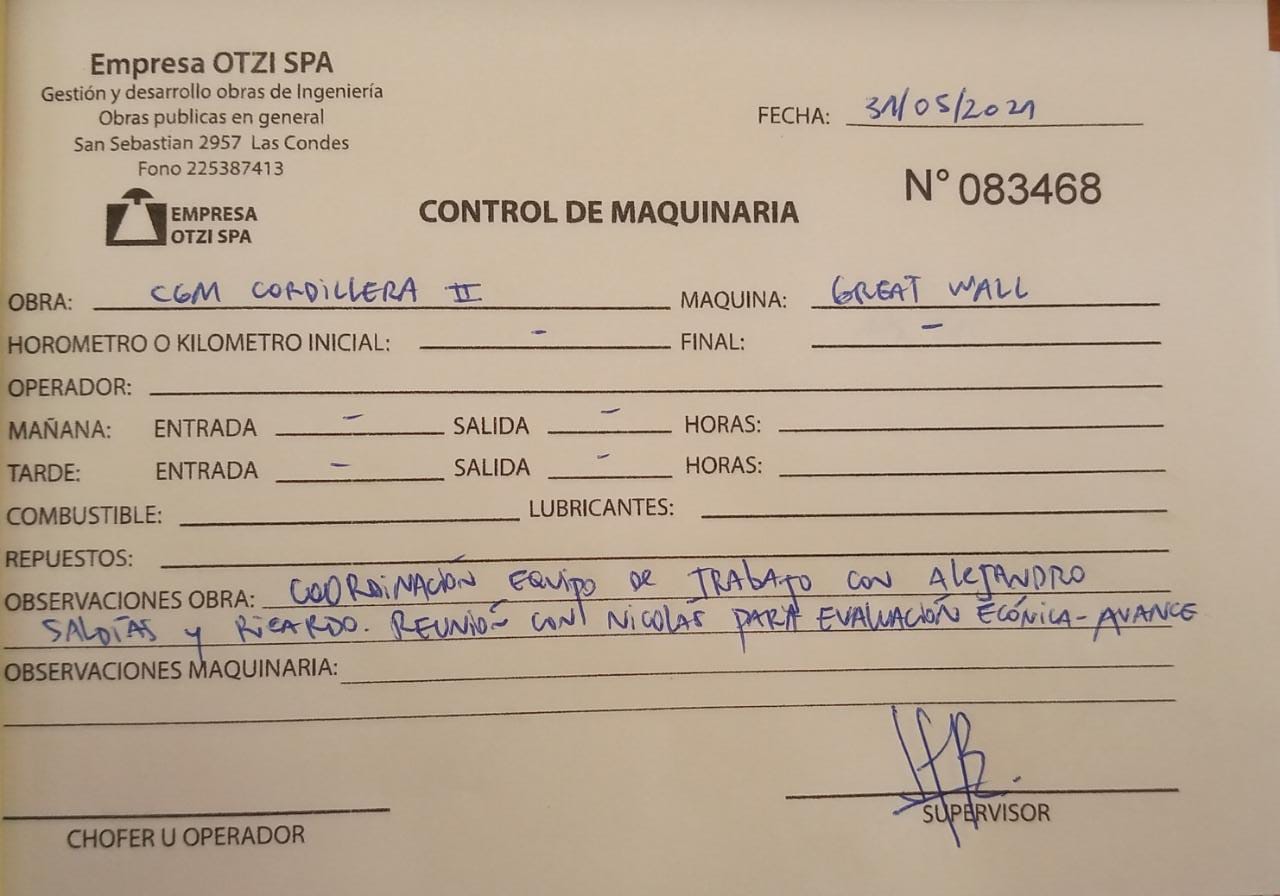 Empresa OTZI SPA
Gestión y desarrollo obras de Ingeniería
Obras publicas en general
San Sebastian 2957 Las Condes
Fono 225387413
EMPRESA
OTZI SPA
FECHA: 31/05/2021
N° 083468
CONTROL DE MAQUINARIA
OBRA: CGM CORDILLERA II MAQUINA: GREAT WALL
HOROMETRO O KILOMETRO INICIAL: - FINAL: -
OPERADOR:
MAÑANA: ENTRADA - SALIDA - HORAS:
TARDE: ENTRADA - SALIDA - HORAS:
COMBUSTIBLE: LUBRICANTES:
REPUESTOS:
OBSERVACIONES OBRA: COORDINACIÓN EQUIPO DE TRABAJO CON ALEJANDRO
SALDÍAS y RICARDO. REUNIÓN CON NICOLAS PARA EVALUACIÓN ECÓNICA-AVANCE
OBSERVACIONES MAQUINARIA:
CHOFER U OPERADOR
SUPERVISOR